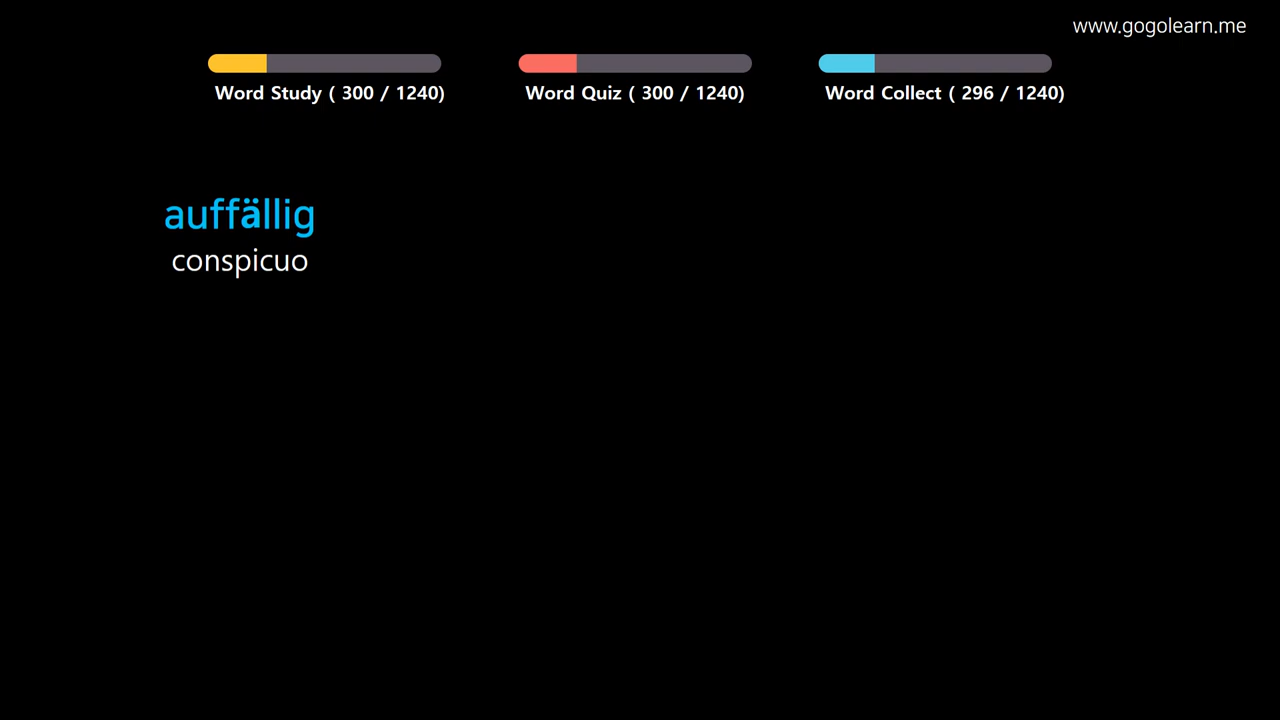 www.gogolearn.me
Word Study ( 300 / 1240)
Word Quiz ( 300 / 1240)
Word Collect ( 296 / 1240)
auffällig
conspicuo